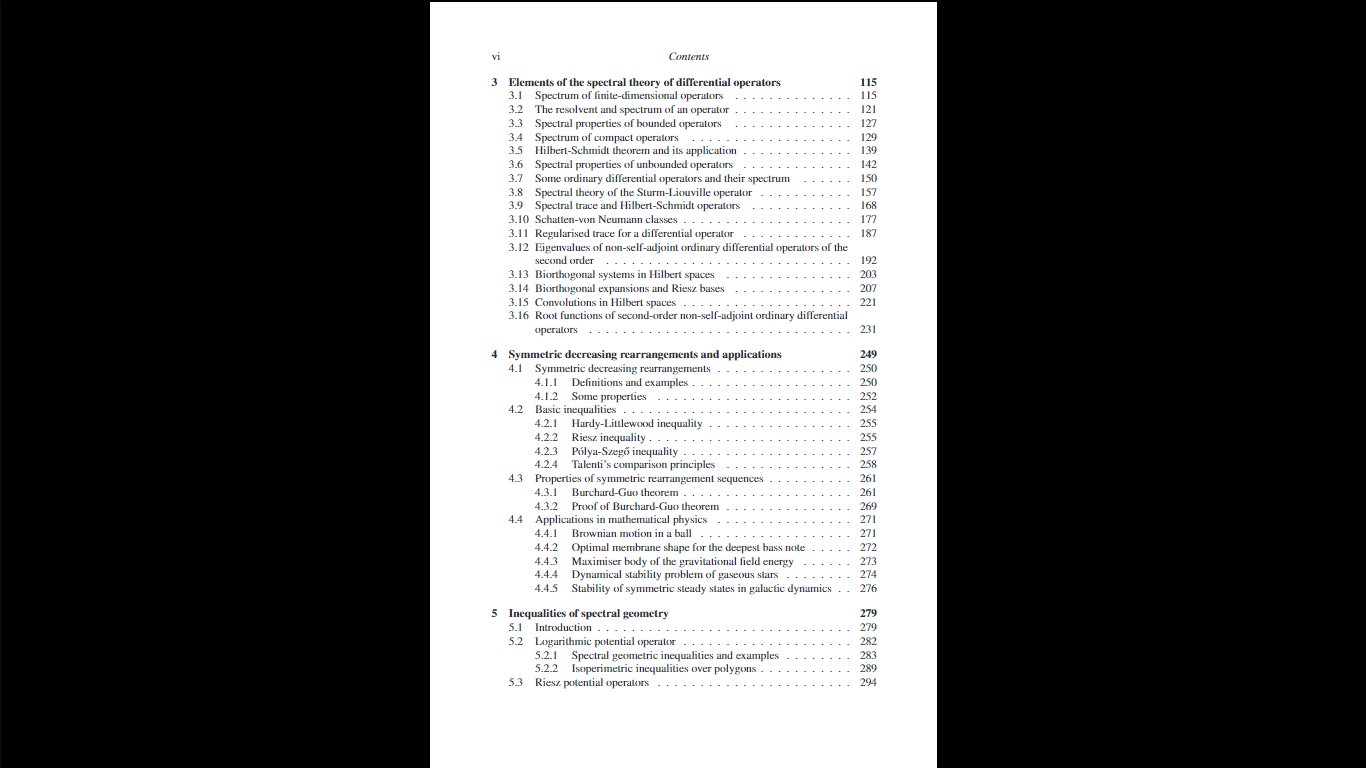 vi Contents
3 Elements of the spectral theory of differential operators 115
3.1 Spectrum of finite-dimensional operators . . . . . . . . . . . . . . 115
3.2 The resolvent and spectrum of an operator . . . . . . . . . . . . . . 121
3.3 Spectral properties of bounded operators . . . . . . . . . . . . . . 127
3.4 Spectrum of compact operators . . . . . . . . . . . . . . . . . . . 129
3.5 Hilbert-Schmidt theorem and its application . . . . . . . . . . . . . 139
3.6 Spectral properties of unbounded operators . . . . . . . . . . . . . 142
3.7 Some ordinary differential operators and their spectrum . . . . . . 150
3.8 Spectral theory of the Sturm-Liouville operator . . . . . . . . . . . 157
3.9 Spectral trace and Hilbert-Schmidt operators . . . . . . . . . . . . 168
3.10 Schatten-von Neumann classes . . . . . . . . . . . . . . . . . . . . 177
3.11 Regularised trace for a differential operator . . . . . . . . . . . . . 187
3.12 Eigenvalues of non-self-adjoint ordinary differential operators of the
second order . . . . . . . . . . . . . . . . . . . . . . . . . . . . . 192
3.13 Biorthogonal systems in Hilbert spaces . . . . . . . . . . . . . . . 203
3.14 Biorthogonal expansions and Riesz bases . . . . . . . . . . . . . . 207
3.15 Convolutions in Hilbert spaces . . . . . . . . . . . . . . . . . . . . 221
3.16 Root functions of second-order non-self-adjoint ordinary differential
operators . . . . . . . . . . . . . . . . . . . . . . . . . . . . . . . 231
4 Symmetric decreasing rearrangements and applications 249
4.1 Symmetric decreasing rearrangements . . . . . . . . . . . . . . . . 250
4.1.1 Definitions and examples . . . . . . . . . . . . . . . . . . . 250
4.1.2 Some properties . . . . . . . . . . . . . . . . . . . . . . . 252
4.2 Basic inequalities . . . . . . . . . . . . . . . . . . . . . . . . . . . 254
4.2.1 Hardy-Littlewood inequality . . . . . . . . . . . . . . . . . 255
4.2.2 Riesz inequality . . . . . . . . . . . . . . . . . . . . . . . . 255
4.2.3 Pólya-Szegő inequality . . . . . . . . . . . . . . . . . . . . 257
4.2.4 Talenti's comparison principles . . . . . . . . . . . . . . . 258
4.3 Properties of symmetric rearrangement sequences . . . . . . . . . . 261
4.3.1 Burchard-Guo theorem . . . . . . . . . . . . . . . . . . . . 261
4.3.2 Proof of Burchard-Guo theorem . . . . . . . . . . . . . . . 269
4.4 Applications in mathematical physics . . . . . . . . . . . . . . . . 271
4.4.1 Brownian motion in a ball . . . . . . . . . . . . . . . . . . 271
4.4.2 Optimal membrane shape for the deepest bass note . . . . . 272
4.4.3 Maximiser body of the gravitational field energy . . . . . . 273
4.4.4 Dynamical stability problem of gaseous stars . . . . . . . . 274
4.4.5 Stability of symmetric steady states in galactic dynamics . . 276
5 Inequalities of spectral geometry 279
5.1 Introduction . . . . . . . . . . . . . . . . . . . . . . . . . . . . . . 279
5.2 Logarithmic potential operator . . . . . . . . . . . . . . . . . . . . 282
5.2.1 Spectral geometric inequalities and examples . . . . . . . . 283
5.2.2 Isoperimetric inequalities over polygons . . . . . . . . . . . 289
5.3 Riesz potential operators . . . . . . . . . . . . . . . . . . . . . . . 294